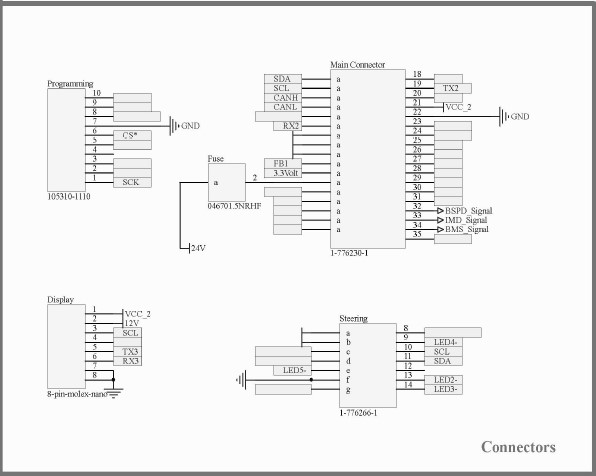 Main Connector
SDA a 18
SCL a 19 TX2
CANH a 20
CANL a 21 VCC_2
a 22 GND
RX2 a 23
a 24
a 25
a 26
FB1 a 27
3.3Volt a 28
a 29
a 30
a 31
a 32 BSPD_Signal
a 33 IMD_Signal
a 34 BMS_Signal
35
1-776230-1
Programming
10
9
8
7 GND
6 CS*
5
4
3
2
1 SCK
105310-1110
Fuse
a 2
046701.5NRHF
24V
Display
1 VCC_2
2 12V
3 SCL
4
5 TX3
6 RX3
7
8
8-pin-molex-nano
Steering
a 8
b 9 LED4-
c 10 SCL
d 11 SDA
LED5- e 12
f 13 LED2-
g 14 LED3-
1-776266-1
Connectors